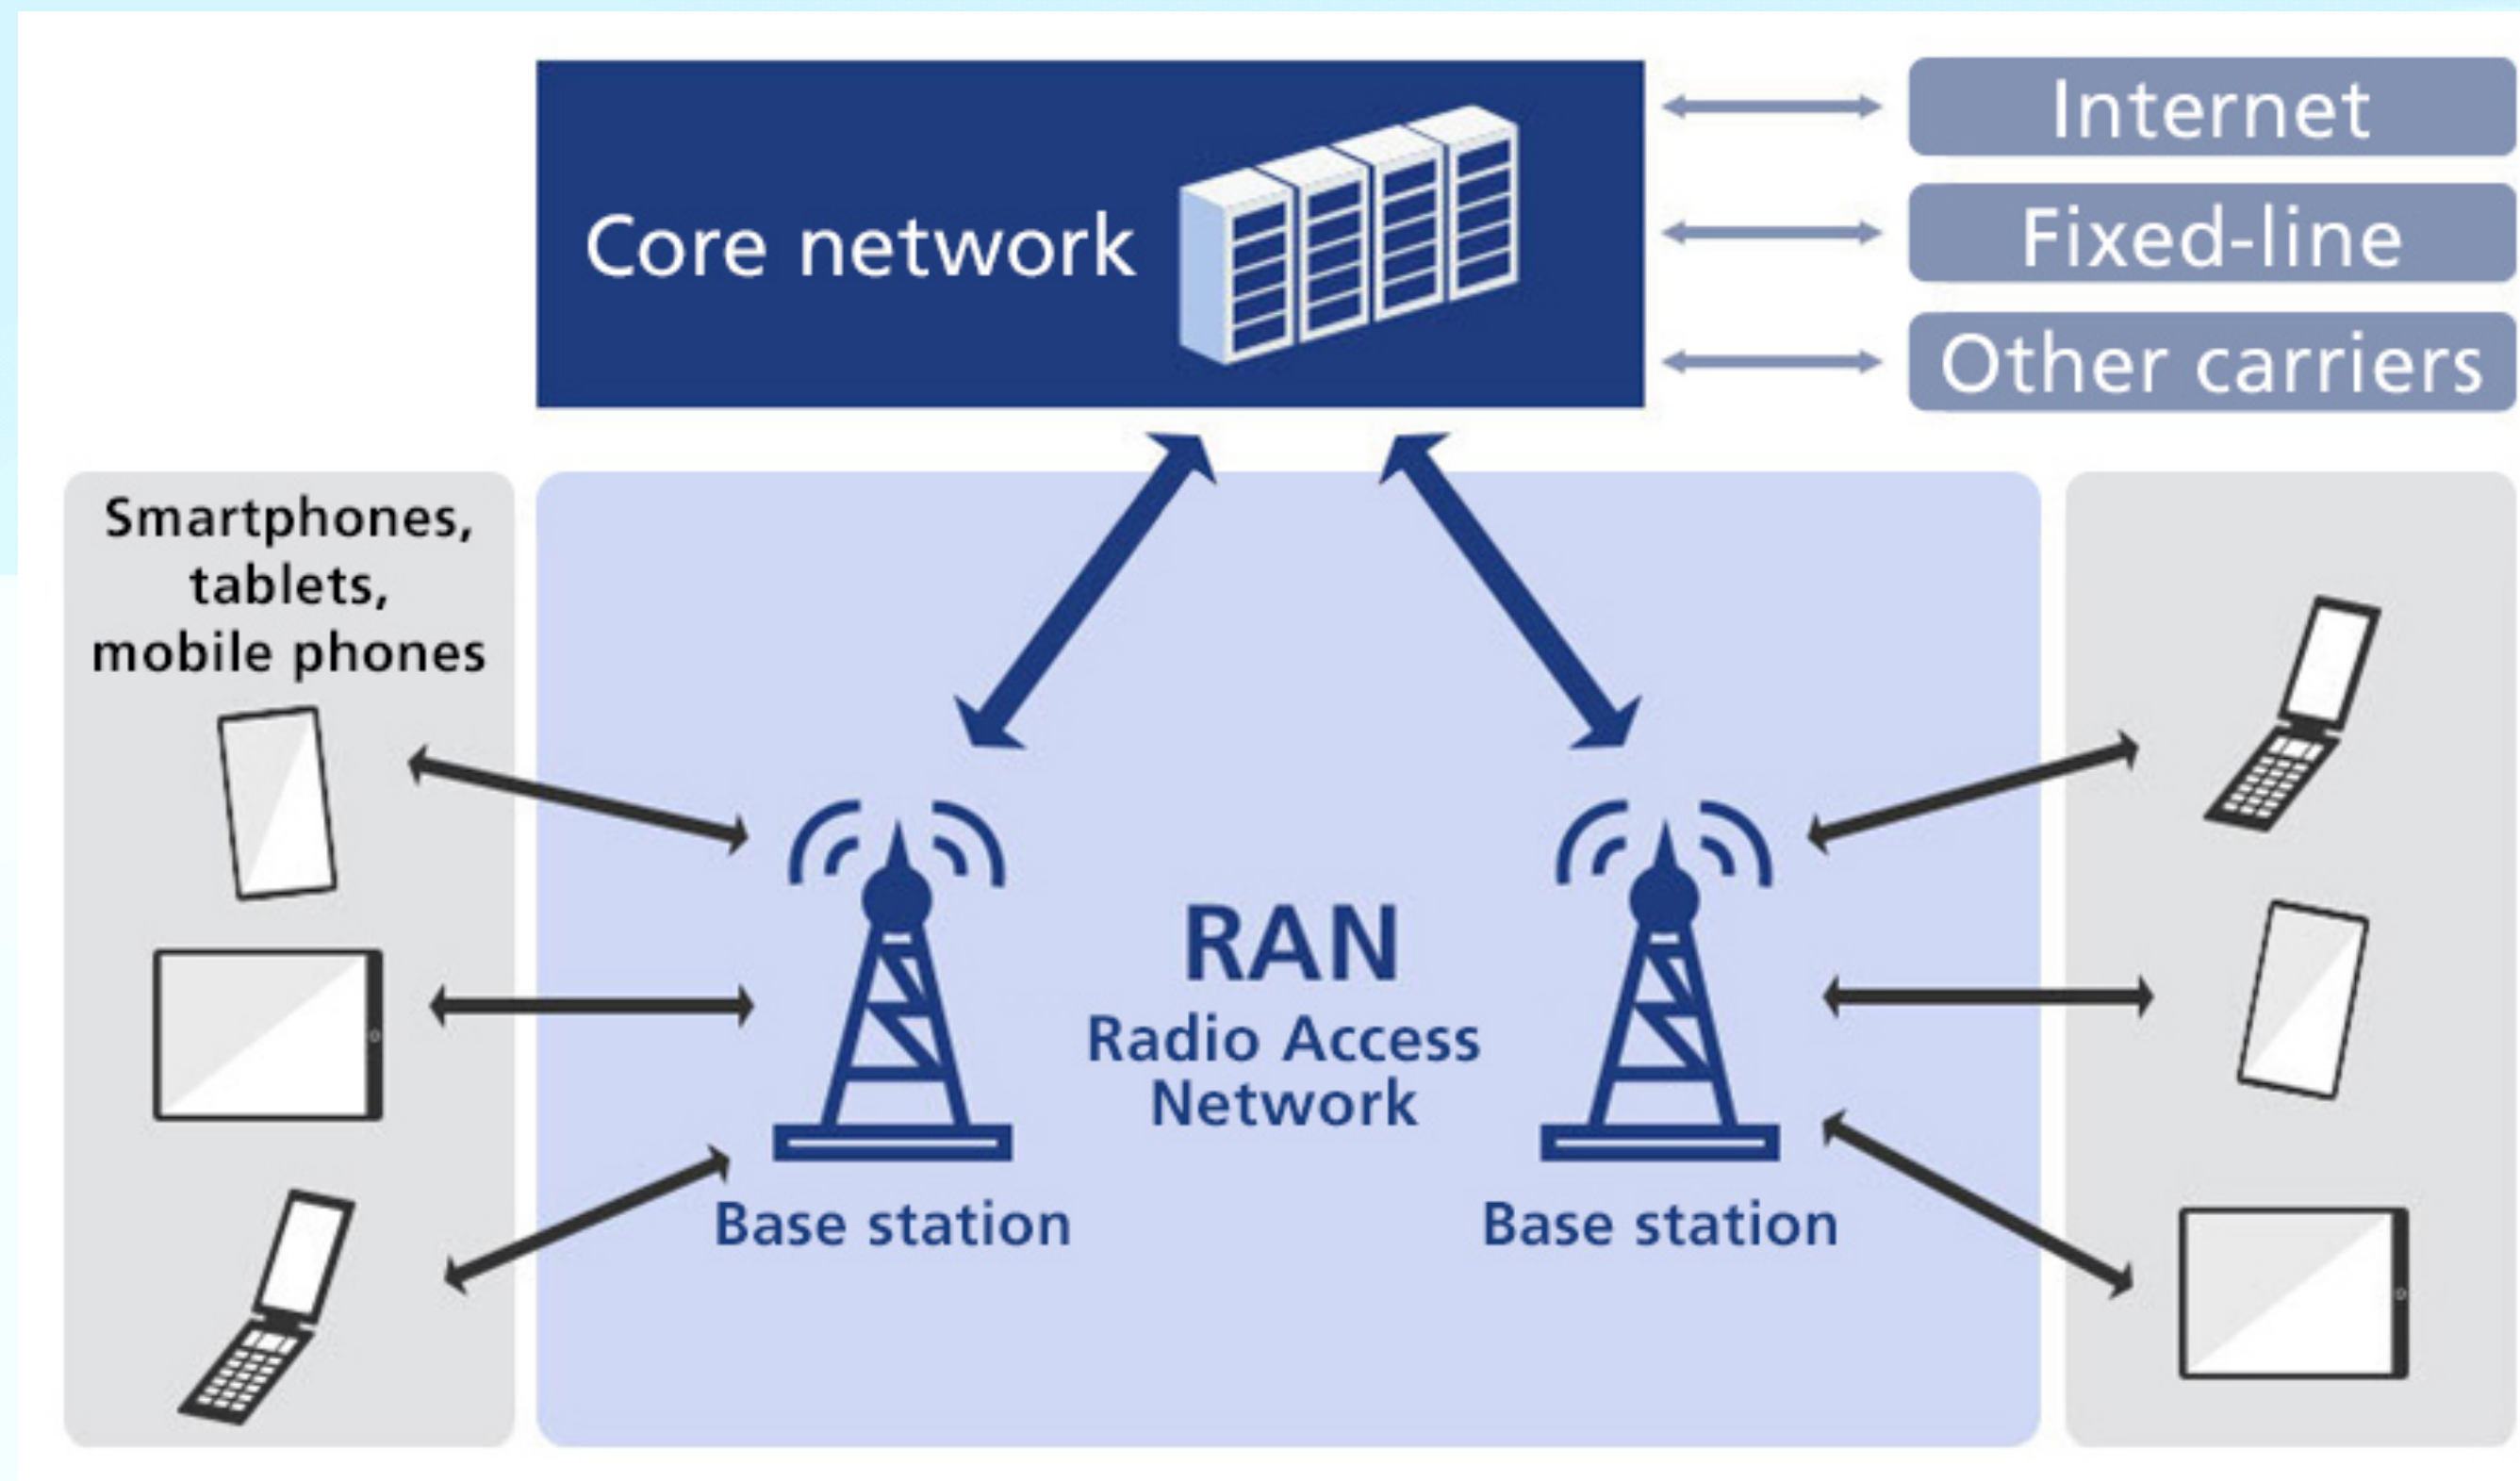 Core network
Internet
Fixed-line
Other carriers
Smartphones,
tablets,
mobile phones
RAN
Radio Access
Network
Base station
Base station